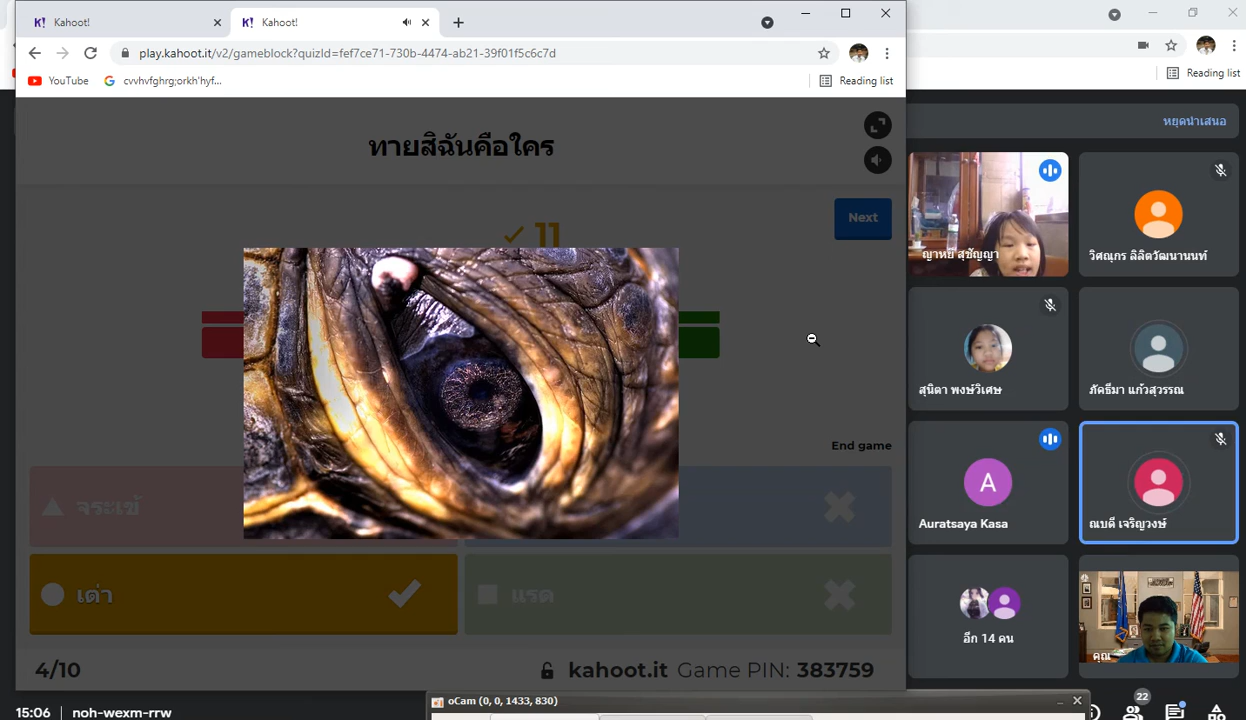 Kahoot!
Kahoot!
play.kahoot.it/v2/gameblock?quizId=fef7ce71-730b-4474-ab21-39f01f5c6c7d
YouTube
cvvhvfghrg;orkh'hyf...
Reading list
Reading list
หยุดนำเสนอ
ทายสิฉันคือใคร
Next
11
End game
จระเข้
เต่า
แรด
4/10
kahoot.it Game PIN: 383759
ญาหย๋ สุชัญญา
วิศณุกร ลิลิตวัฒนานนท์
สุนิตา พงษ์วิเศษ
ภัคธีมา แก้วสุวรรณ
A
Auratsaya Kasa
ณบดี เจริญวงษ์
อีก 14 คน
คุณ
oCam (0, 0, 1433, 830)
15:06 | noh-wexm-rrw
22